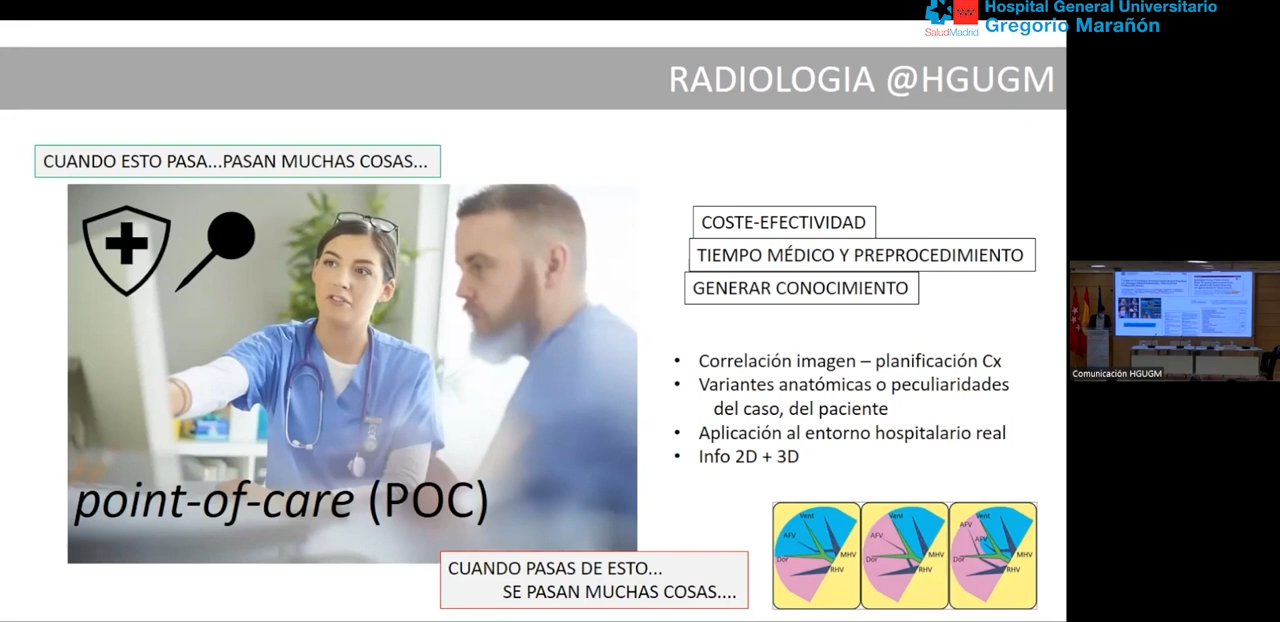 Hospital General Universitario
SaludMadrid
Gregorio Marañón
RADIOLOGIA @HGUGM
CUANDO ESTO PASA...PASAN MUCHAS COSAS...
COSTE-EFECTIVIDAD
TIEMPO MÉDICO Y PREPROCEDIMIENTO
GENERAR CONOCIMIENTO
• Correlación imagen – planificación Cx
• Variantes anatómicas o peculiaridades
del caso, del paciente
• Aplicación al entorno hospitalario real
• Info 2D + 3D
point-of-care (POC)
CUANDO PASAS DE ESTO...
SE PASAN MUCHAS COSAS....
Vent
AFV
Dor
MHV
RHV
Vent
AFV
Dor
MHV
RHV
Vent
AFV
AFV
Dor
MHV
RHV
Comunicación HGUGM